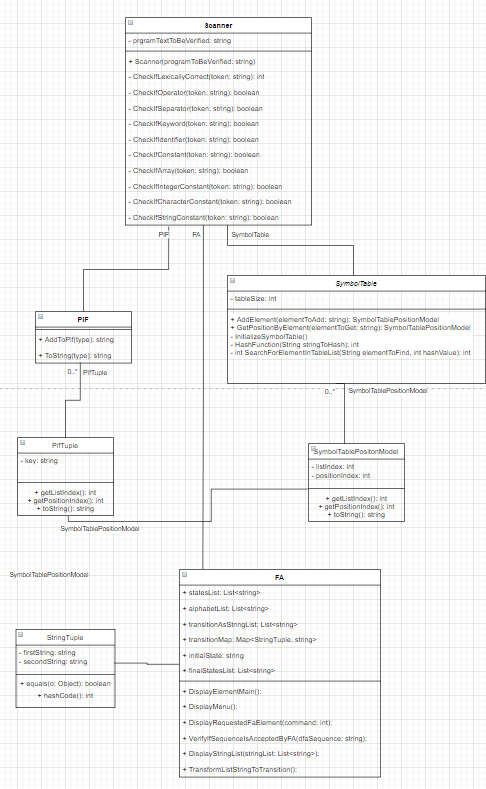 Scanner
- prgramTextToBeVerified: string
+ Scanner(programToBeVerified: string)
- CheckIfLexicallyCorrect(token: string): int
- CheckIfOperator(token: string): boolean
- CheckIfSeparator(token: string): boolean
- CheckIfKeyword(token: string): boolean
- CheckIfIdentifier(token: string): boolean
- CheckIfConstant(token: string): boolean
- CheckIfArray(token: string): boolean
- CheckIfIntegerConstant(token: string): boolean
- CheckIfCharacterConstant(token: string): boolean
- CheckIfStringConstant(token: string): boolean
PIF
FA
SymbolTable
SymbolTable
- tableSize: int
+ AddElement(elementToAdd: string): SymbolTablePositionModel
+ GetPositionByElement(elementToGet: string): SymbolTablePositionModel
- InitializeSymbolTable()
- HashFunction(String stringToHash): int
- int SearchForElementInTableList(String elementToFind, int hashValue): int
PIF
+ AddToPif(type): string
+ ToString(type): string
0..* PifTuple
0..* SymbolTablePositionModel
PifTuple
- key: string
+ getListIndex(): int
+ getPositionIndex(): int
+ toString(): string
SymbolTablePositonModel
- listIndex: int
- positionIndex: int
+ getListIndex(): int
+ getPositionIndex(): int
+ toString(): string
SymbolTablePositionModel
SymbolTablePositionModel
FA
+ statesList: List<string>
+ alphabetList: List<string>
+ transitionAsStringList: List<string>
+ transitionMap: Map<StringTuple, string>
+ initialState: string
+ finalStatesList: List<string>
+ DisplayElementMain():
+ DisplayMenu():
+ DisplayRequestedFaElement(command: int):
+ VerifyIfSequenceIsAcceptedByFA(dfaSequence: string):
+ DisplayStringList(stringList: List<string>):
+ TransformListStringToTransition():
StringTuple
- firstString: string
- secondString: string
+ equals(o: Object): boolean
+ hashCode(): int